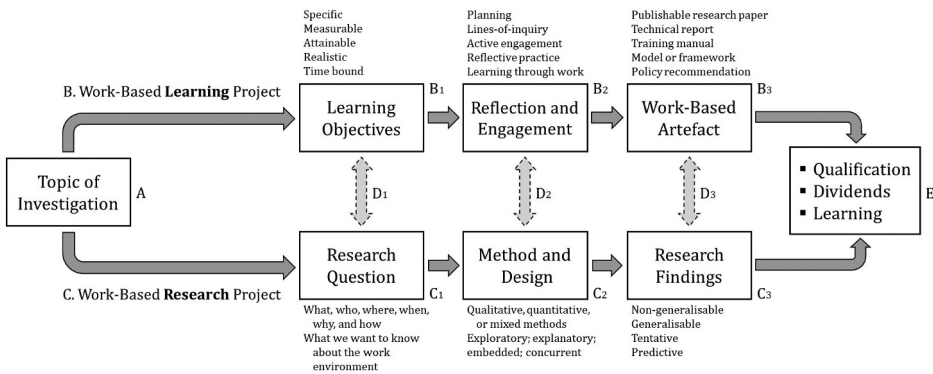 Specific
Measurable
Attainable
Realistic
Time bound
Planning
Lines-of-inquiry
Active engagement
Reflective practice
Learning through work
Publishable research paper
Technical report
Training manual
Model or framework
Policy recommendation
B. Work-Based Learning Project
Learning
Objectives
B1
Reflection and
Engagement
B2
Work-Based
Artefact
B3
Topic of
Investigation
A
D1
D2
D3
▪ Qualification
▪ Dividends
▪ Learning
E
C. Work-Based Research Project
Research
Question
C1
Method and
Design
C2
Research
Findings
C3
What, who, where, when,
why, and how
What we want to know
about the work
environment
Qualitative, quantitative,
or mixed methods
Exploratory; explanatory;
embedded; concurrent
Non-generalisable
Generalisable
Tentative
Predictive